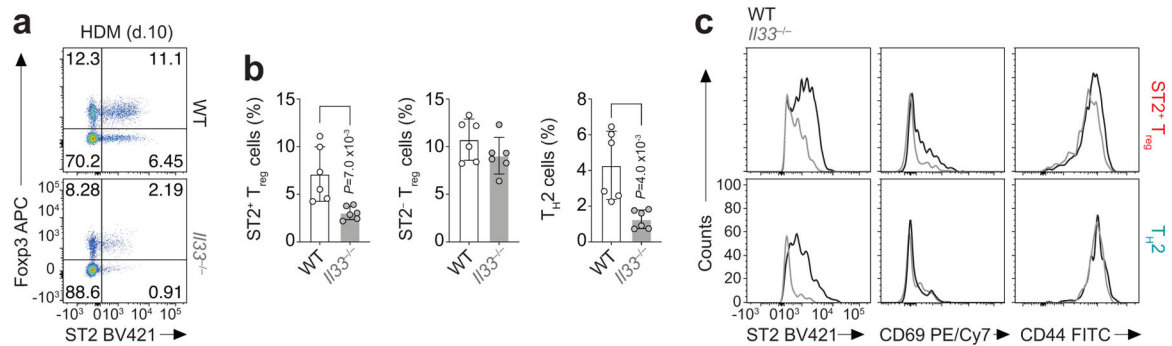 a
HDM (d.10)
12.3 11.1
70.2 6.45
WT
8.28 2.19
88.6 0.91
Il33–/–
10⁵
10⁴
10³
0
-10³
Foxp3 APC
-10³ 0 10³ 10⁴ 10⁵
ST2 BV421
b
ST2⁺ Treg cells (%)
15
10
5
0
P=7.0 x10⁻³
WT
Il33–/–
ST2⁻ Treg cells (%)
15
10
5
0
WT
Il33–/–
TH2 cells (%)
8
6
4
2
0
P=4.0 x10⁻³
WT
Il33–/–
c
WT
Il33–/–
ST2⁺ Treg
TH2
Counts
100
80
60
40
20
0
-10³ 0 10³ 10⁴ 10⁵
ST2 BV421
CD69 PE/Cy7
CD44 FITC